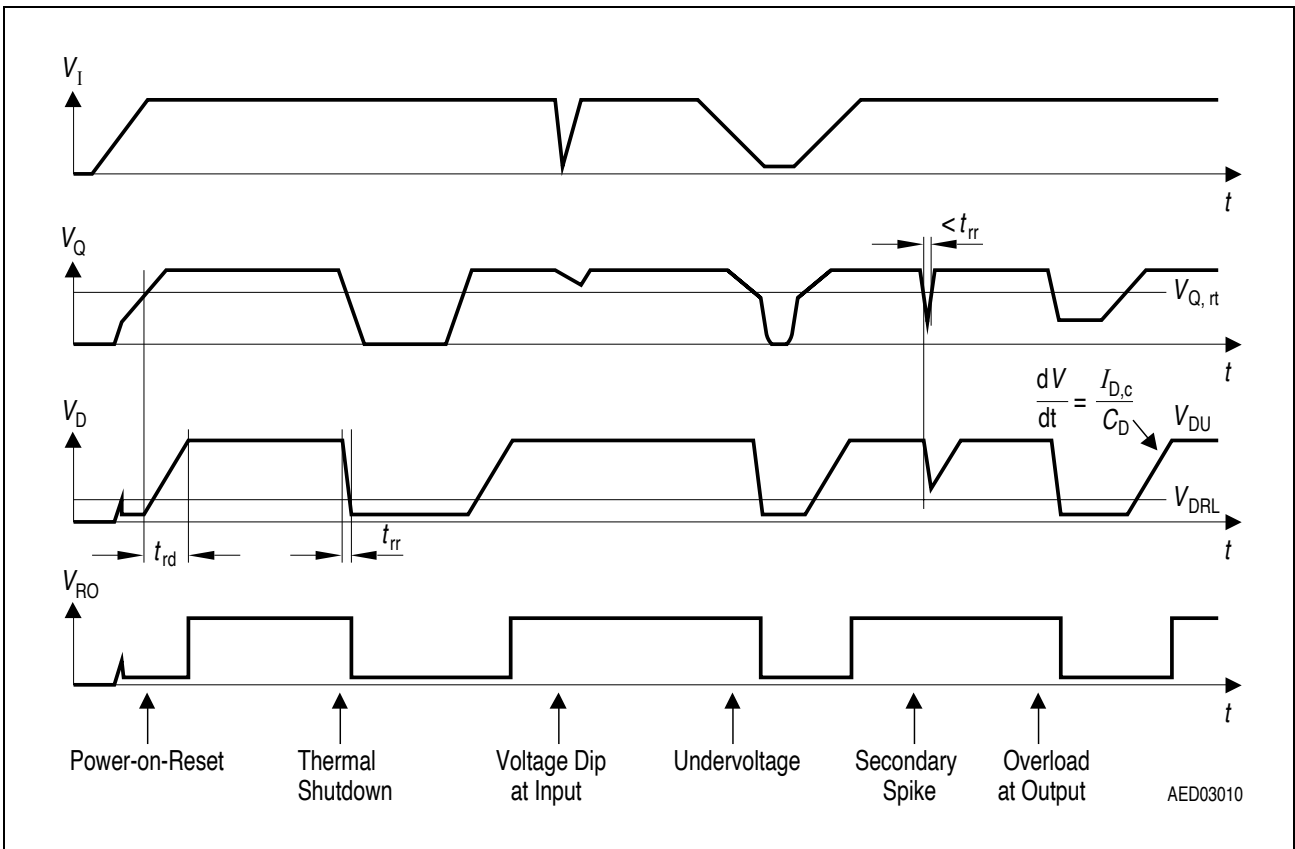 V_I
t
V_Q
< t_rr
V_Q, rt
t
V_D
dV/dt = I_D,c/C_D
V_DU
V_DRL
t_rd
t_rr
t
V_RO
t
Power-on-Reset
Thermal
Shutdown
Voltage Dip
at Input
Undervoltage
Secondary
Spike
Overload
at Output
AED03010